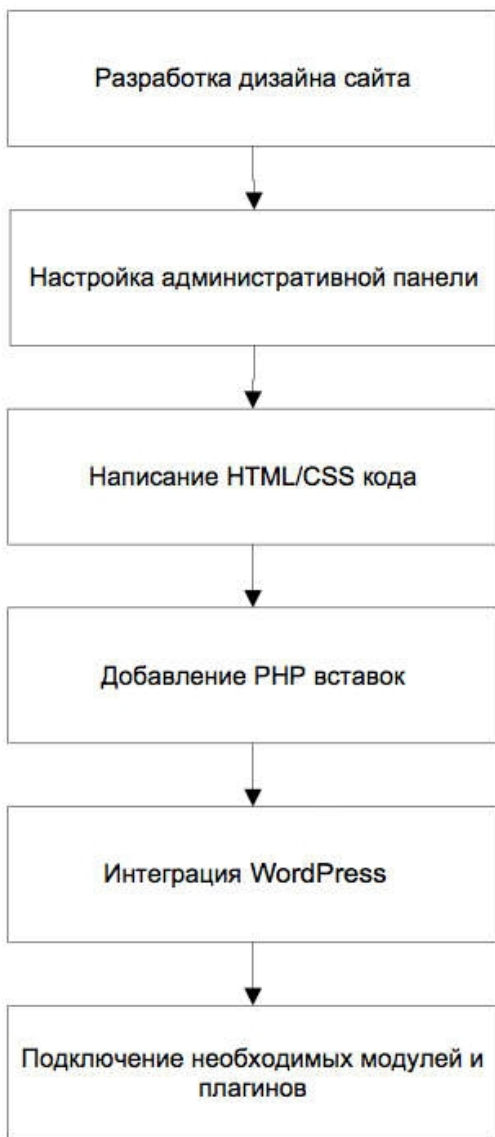 Разработка дизайна сайта
Настройка административной панели
Написание HTML/CSS кода
Добавление PHP вставок
Интеграция WordPress
Подключение необходимых модулей и
плагинов